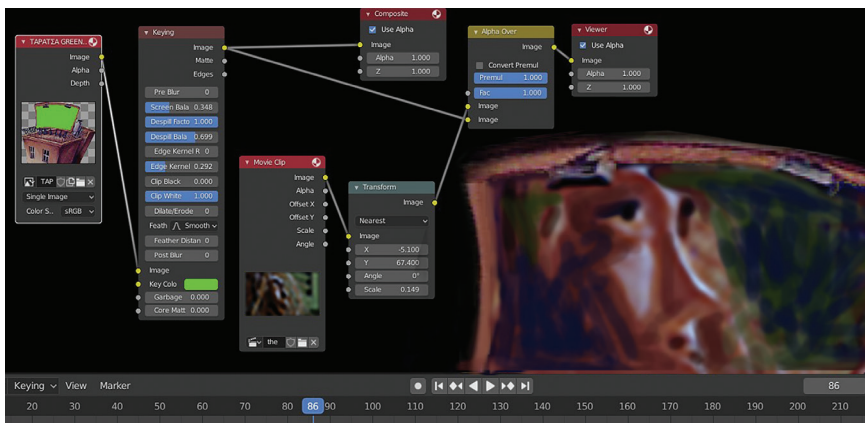 TAPATΣA GREEN..
Image
Alpha
Depth
TAP
Single Image
Color S.. sRGB
Keying
Image
Matte
Edges
Pre Blur 0
Screen Bala 0.348
Despill Facto 1.000
Despill Bala 0.699
Edge Kernel R 0
Edge Kernel 0.292
Clip Black 0.000
Clip White 1.000
Dilate/Erode 0
Feath Smooth
Feather Distan 0
Post Blur 0
Image
Key Colo
Garbage 0.000
Core Matt 0.000
Movie Clip
Image
Alpha
Offset X
Offset Y
Scale
Angle
the
Transform
Image
Nearest
Image
X -5.100
Y 67.400
Angle 0°
Scale 0.149
Composite
Use Alpha
Image
Alpha 1.000
Z 1.000
Alpha Over
Image
Convert Premul
Premul 1.000
Fac 1.000
Image
Image
Viewer
Use Alpha
Image
Alpha 1.000
Z 1.000
Keying View Marker 86
20 30 40 50 60 70 80 86 90 100 110 120 130 140 150 160 170 180 190 200 210